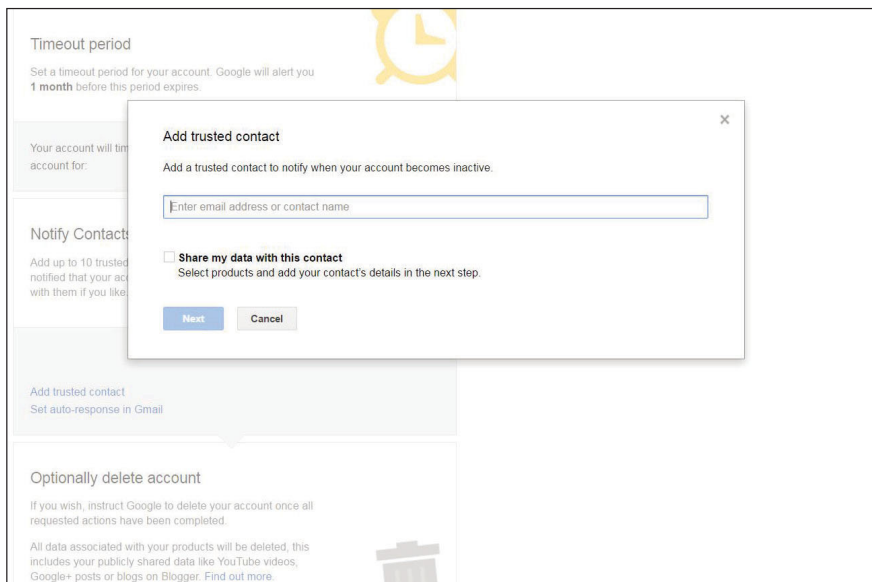 Timeout period
Set a timeout period for your account. Google will alert you
1 month before this period expires.
Add trusted contact
Add a trusted contact to notify when your account becomes inactive.
Enter email address or contact name
Share my data with this contact
Select products and add your contact's details in the next step.
Next Cancel
Your account will tim
account for:
Notify Contacts
Add up to 10 trusted
notified that your acc
with them if you like.
Add trusted contact
Set auto-response in Gmail
Optionally delete account
If you wish, instruct Google to delete your account once all
requested actions have been completed.
All data associated with your products will be deleted, this
includes your publicly shared data like YouTube videos,
Google+ posts or blogs on Blogger. Find out more.